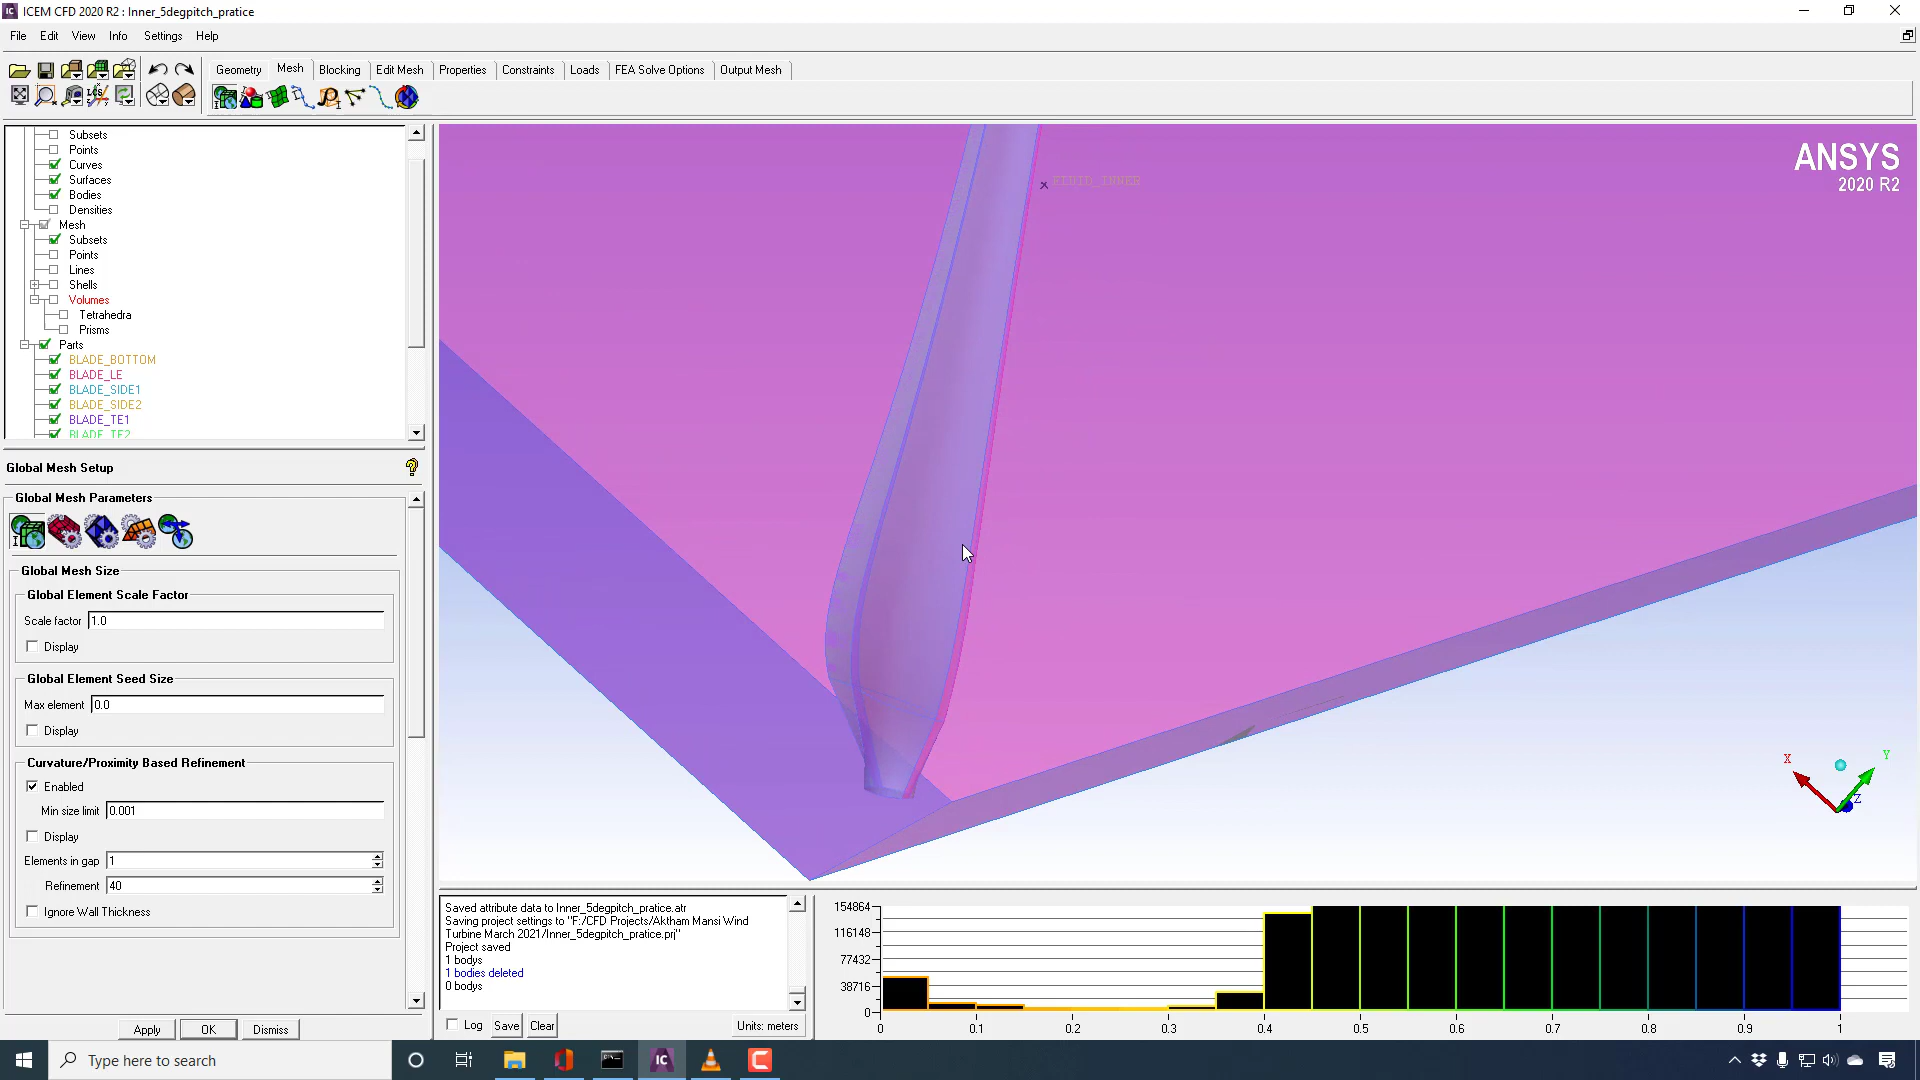 ICEM CFD 2020 R2 : Inner_5degpitch_pratice
File Edit View Info Settings Help
Geometry Mesh Blocking Edit Mesh Properties Constraints Loads FEA Solve Options Output Mesh
Subsets
Points
Curves
Surfaces
Bodies
Densities
Mesh
Subsets
Points
Lines
Shells
Volumes
Tetrahedra
Prisms
Parts
BLADE_BOTTOM
BLADE_LE
BLADE_SIDE1
BLADE_SIDE2
BLADE_TE1
BLADE_TE2
Global Mesh Setup
Global Mesh Parameters
Global Mesh Size
Global Element Scale Factor
Scale factor 1.0
Display
Global Element Seed Size
Max element 0.0
Display
Curvature/Proximity Based Refinement
Enabled
Min size limit 0.001
Display
Elements in gap 1
Refinement 40
Ignore Wall Thickness
Apply OK Dismiss
FLUID_INNER
ANSYS
2020 R2
X Y Z
Saved attribute data to Inner_5degpitch_pratice.atr
Saving project settings to "F:/CFD Projects/Aktham Mansi Wind
Turbine March 2021/Inner_5degpitch_pratice.prj"
Project saved
1 bodys
1 bodies deleted
0 bodys
Log Save Clear Units: meters
154864
116148
77432
38716
0
0 0.1 0.2 0.3 0.4 0.5 0.6 0.7 0.8 0.9 1
Type here to search